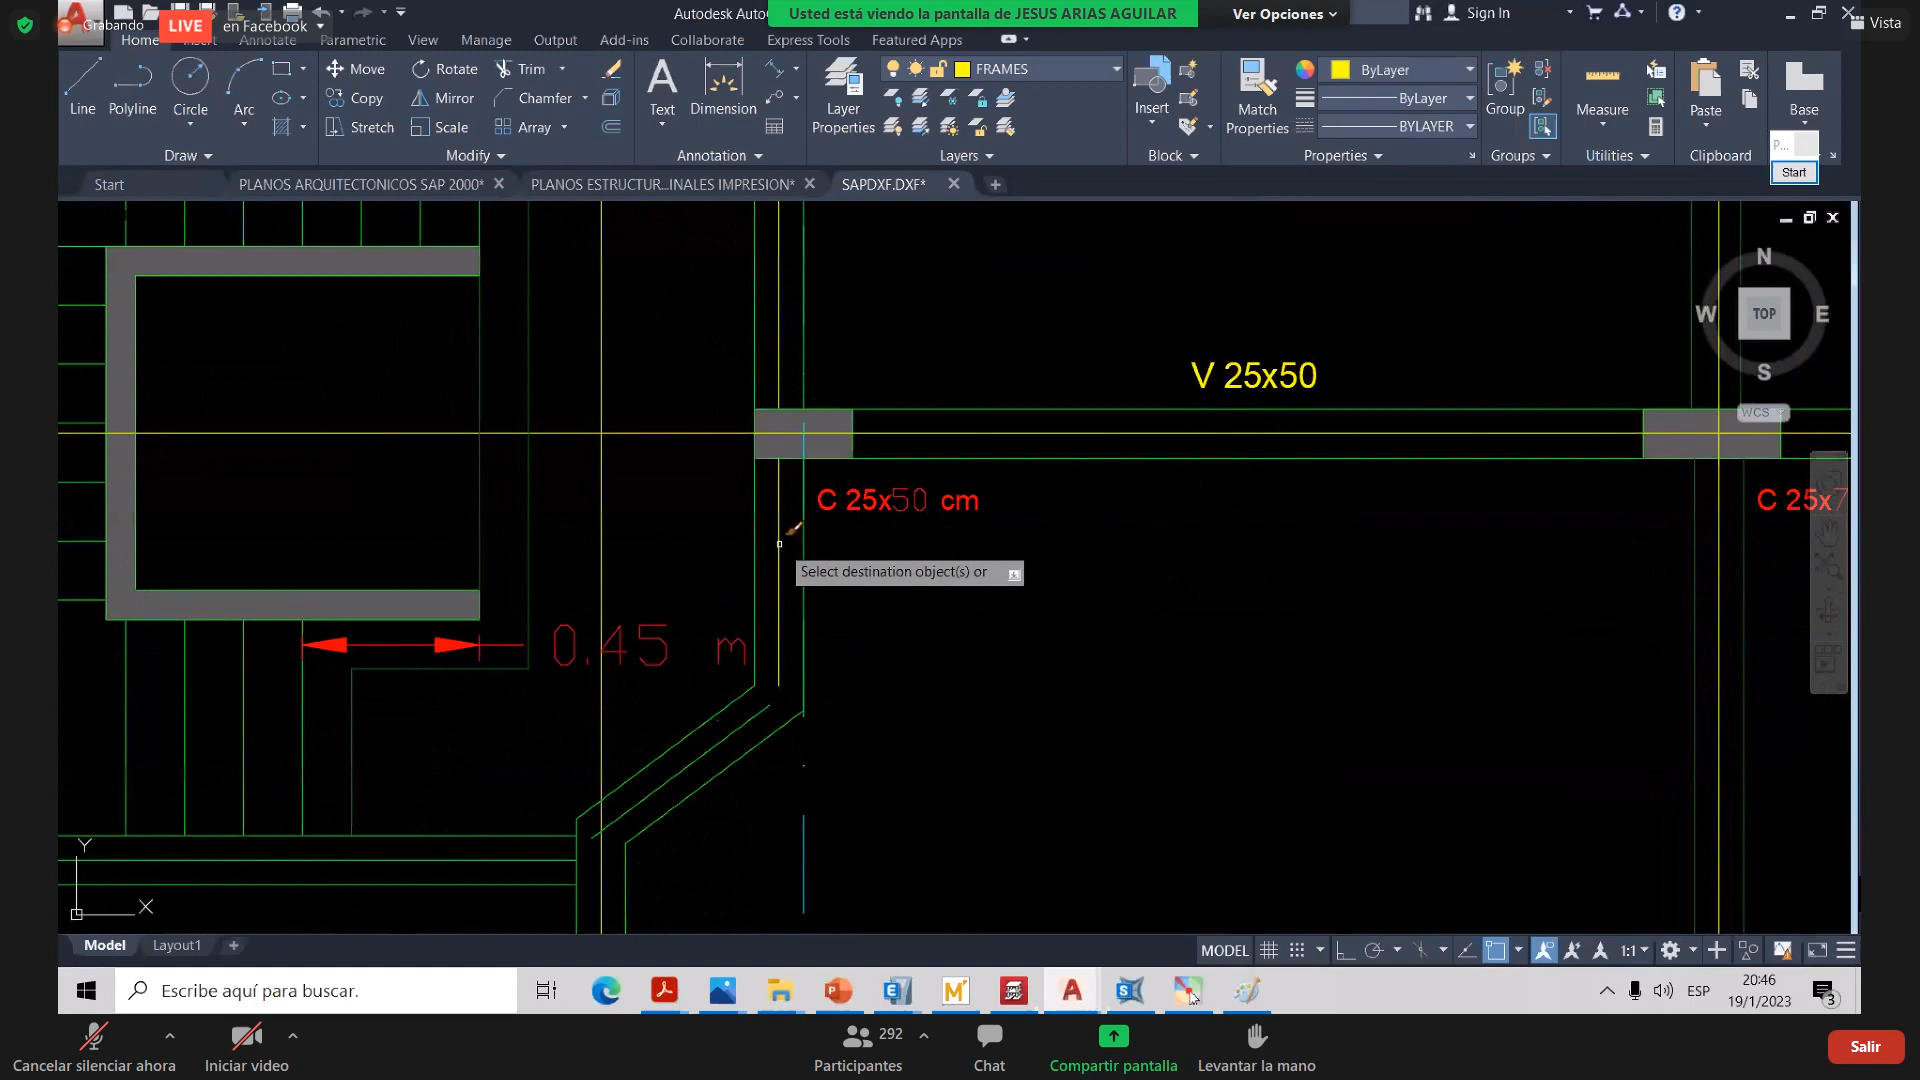 Grabando
LIVE
en Facebook
Autodesk Auto
Usted está viendo la pantalla de JESUS ARIAS AGUILAR
Ver Opciones
Sign In
Vista
Home
Insert
Annotate
Parametric
View
Manage
Output
Add-ins
Collaborate
Express Tools
Featured Apps
Line
Polyline
Circle
Arc
Draw
Move
Rotate
Trim
Copy
Mirror
Chamfer
Stretch
Scale
Array
Modify
Text
Dimension
Annotation
Layer Properties
FRAMES
Layers
Insert
Block
Match Properties
ByLayer
ByLayer
BYLAYER
Properties
Group
Groups
Measure
Utilities
Paste
Clipboard
Base
P...
Start
Start
PLANOS ARQUITECTONICOS SAP 2000*
PLANOS ESTRUCTUR...INALES IMPRESION*
SAPDXF.DXF*
N
W
TOP
E
S
WCS
V 25x50
C 25x50 cm
C 25x7
Select destination object(s) or
0.45 m
Y
X
Model
Layout1
MODEL
1:1
Escribe aquí para buscar.
ESP
20:46
19/1/2023
3
292
Cancelar silenciar ahora
Iniciar video
Participantes
Chat
Compartir pantalla
Levantar la mano
Salir